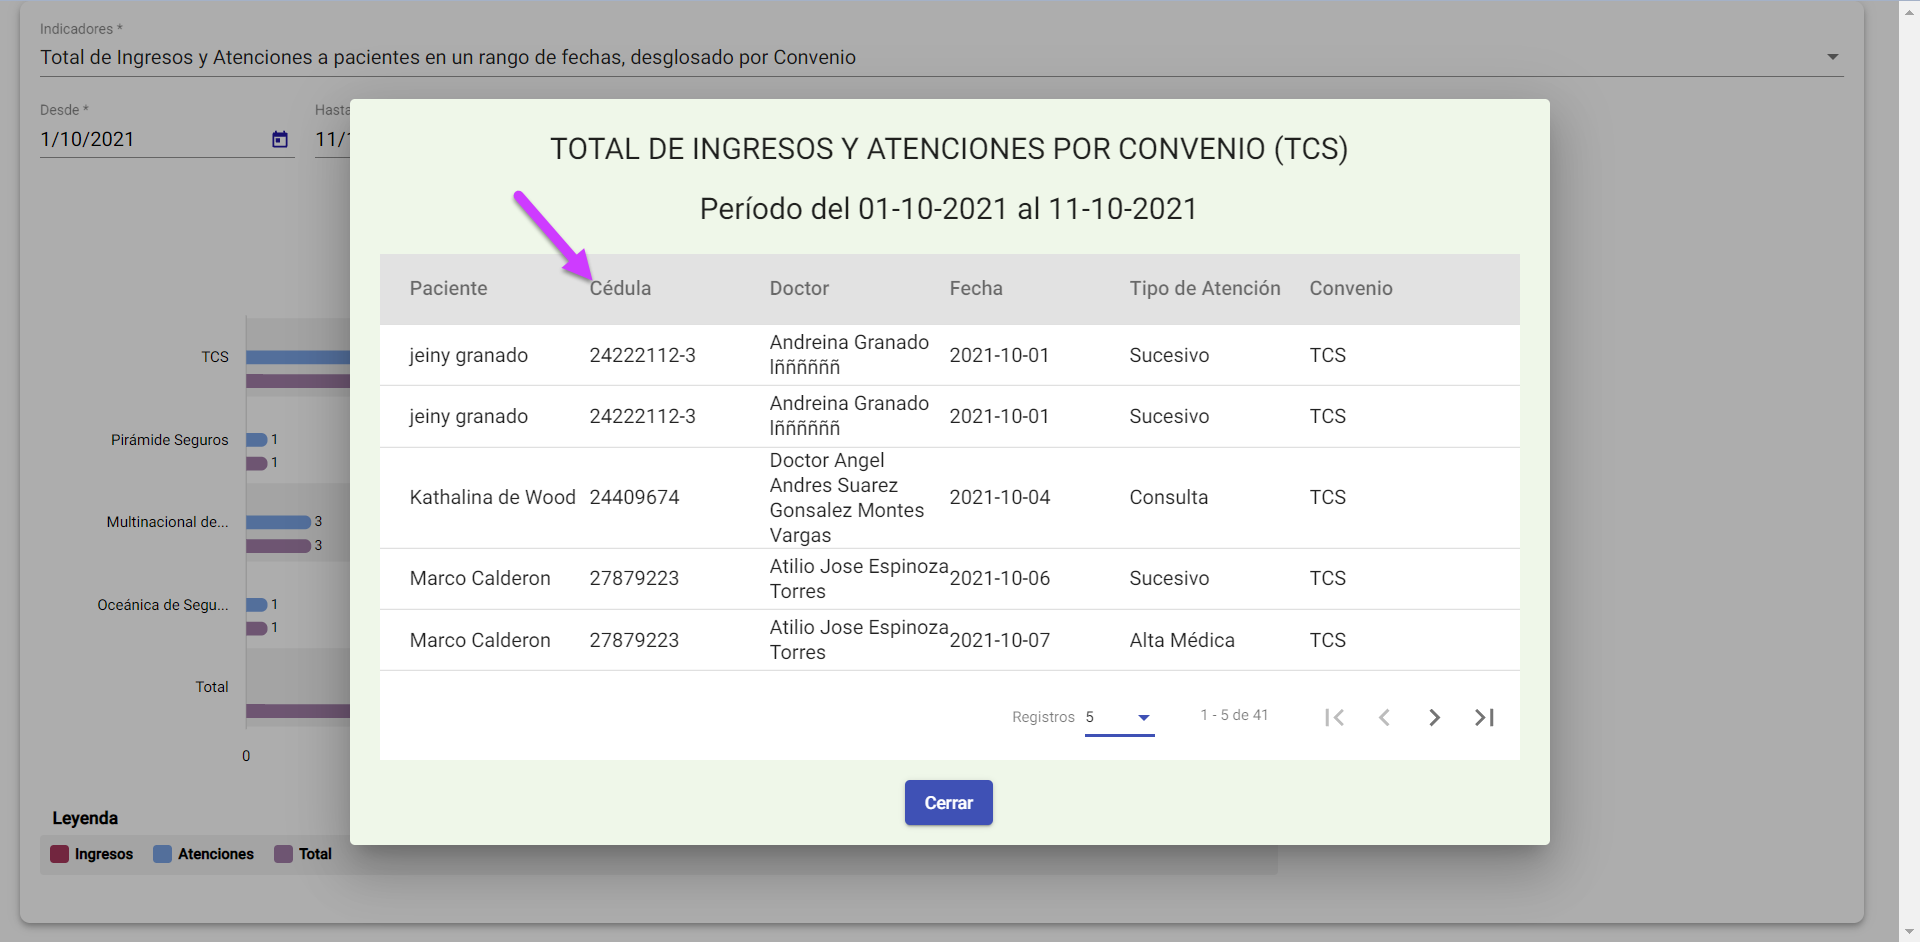 Indicadores *
Total de Ingresos y Atenciones a pacientes en un rango de fechas, desglosado por Convenio
Desde *
1/10/2021
Hasta
11/
TOTAL DE INGRESOS Y ATENCIONES POR CONVENIO (TCS)
Período del 01-10-2021 al 11-10-2021
Paciente Cédula Doctor Fecha Tipo de Atención Convenio
jeiny granado 24222112-3 Andreina Granado lññññññ 2021-10-01 Sucesivo TCS
jeiny granado 24222112-3 Andreina Granado lññññññ 2021-10-01 Sucesivo TCS
Kathalina de Wood 24409674 Doctor Angel Andres Suarez Gonsalez Montes Vargas 2021-10-04 Consulta TCS
Marco Calderon 27879223 Atilio Jose Espinoza Torres 2021-10-06 Sucesivo TCS
Marco Calderon 27879223 Atilio Jose Espinoza Torres 2021-10-07 Alta Médica TCS
Registros 5 1 - 5 de 41
Cerrar
TCS
Pirámide Seguros 1
1
Multinacional de... 3
3
Oceánica de Segu... 1
1
Total
0
Leyenda
Ingresos Atenciones Total